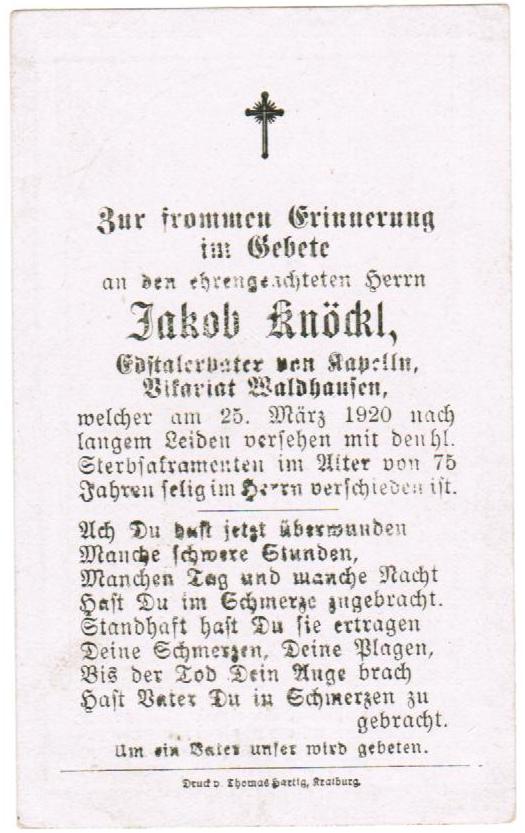 Zur frommen Erinnerung
im Gebete
an den ehrengeachteten Herrn
Jakob Knöckl,
Edstalervater von Kapelln,
Vikariat Waldhausen,
welcher am 25. März 1920 nach
langem Leiden versehen mit den hl.
Sterbsakramenten im Alter von 75
Jahren selig im Herrn verschieden ist.
Ach Du hast jetzt überwunden
Manche schwere Stunden,
Manchen Tag und manche Nacht
Hast Du im Schmerze zugebracht.
Standhaft hast Du sie ertragen
Deine Schmerzen, Deine Plagen,
Bis der Tod Dein Auge brach
Hast Vater Du in Schmerzen zu
gebracht.
Um ein Vater unser wird gebeten.
Druck v. Thomas Hartig, Kraiburg.